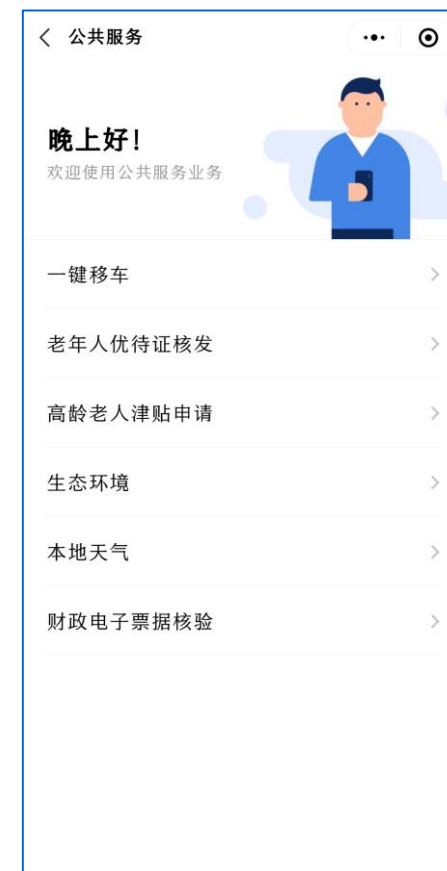 公共服务
晚上好!
欢迎使用公共服务业务
一键移车
老年人优待证核发
高龄老人津贴申请
生态环境
本地天气
财政电子票据核验